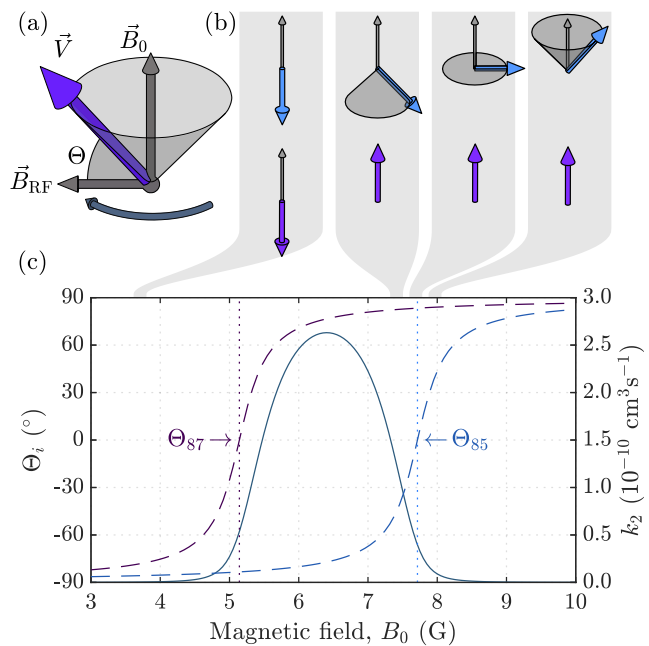 (a)
(b)
V⃗
B⃗₀
Θ
B⃗_RF
(c)
90
60
30
0
-30
-60
-90
Θᵢ (°)
3.0
2.5
2.0
1.5
1.0
0.5
0.0
k₂ (10⁻¹⁰ cm³s⁻¹)
Θ₈₇→
←Θ₈₅
3 4 5 6 7 8 9 10
Magnetic field, B₀ (G)